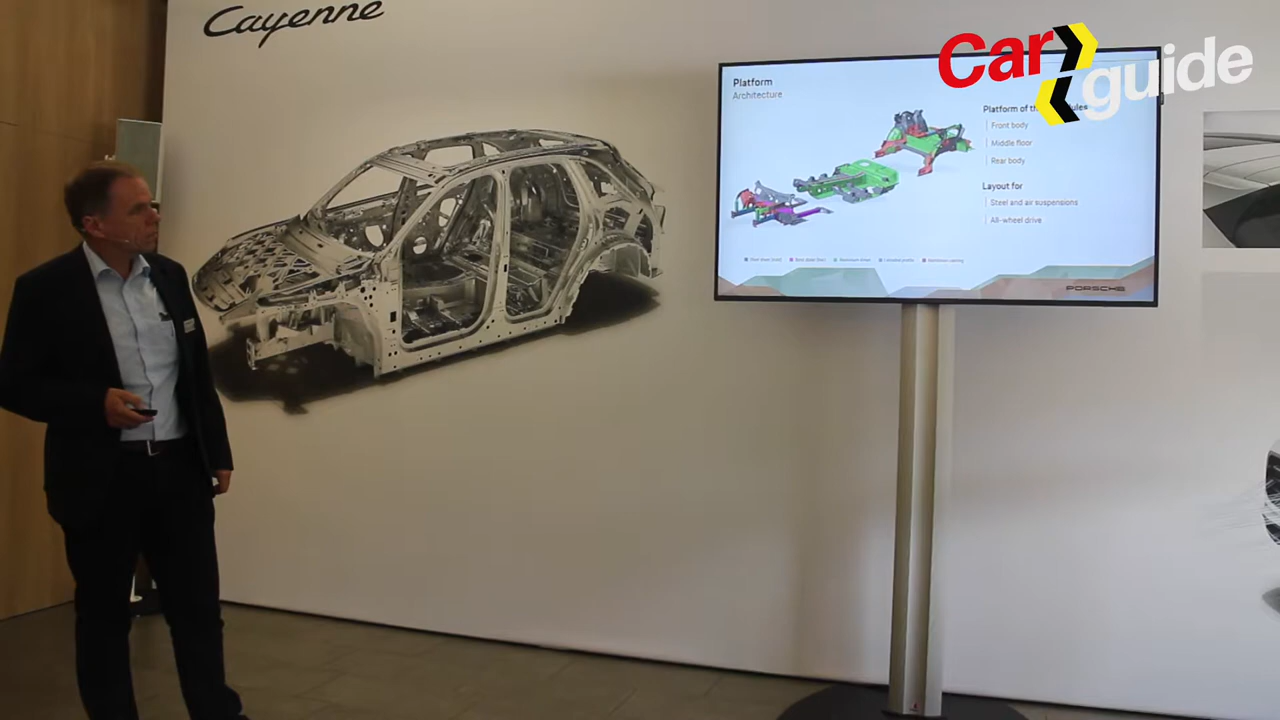 Cayenne
Car
guide
Platform
Architecture
Platform of th
Front body
Middle floor
Rear body
Layout for
Steel and air suspensions
All-wheel drive
PORSCHE